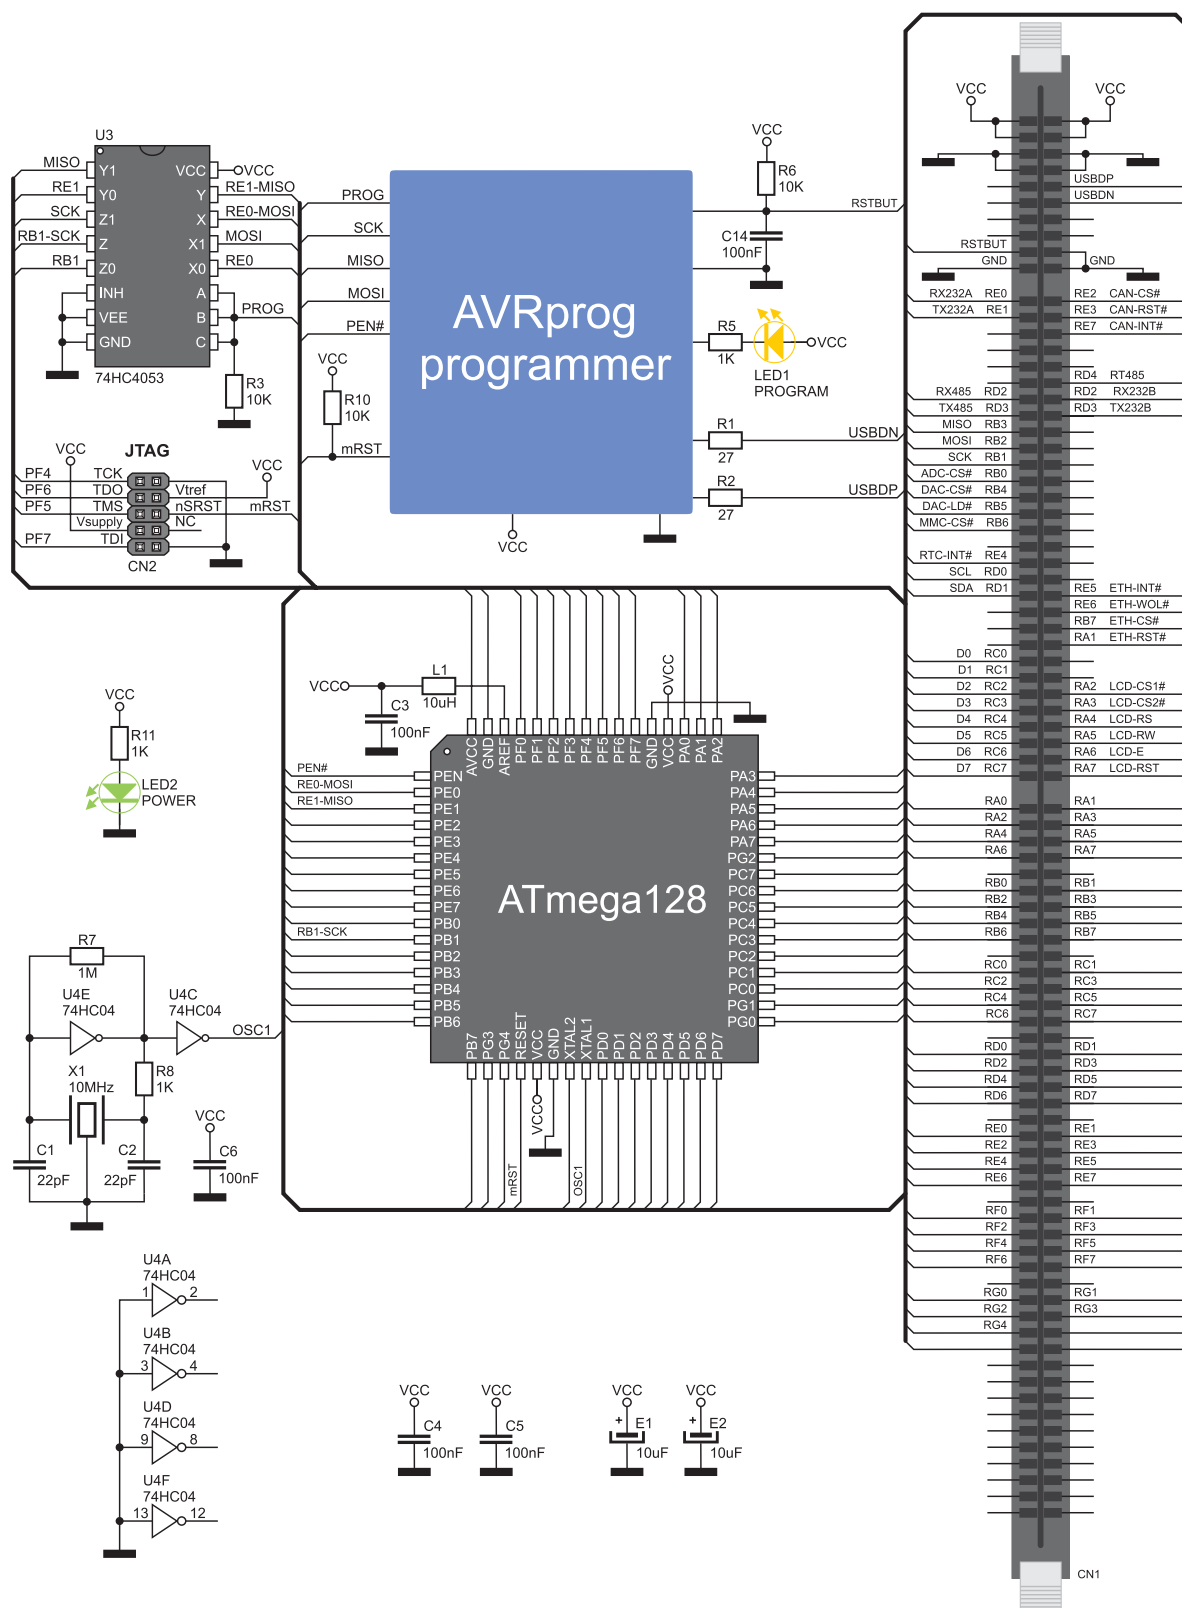 U3
MISO Y1 VCC VCC
RE1 Y0 Y RE1-MISO
SCK Z1 X RE0-MOSI
RB1-SCK Z X1 MOSI
RB1 Z0 X0 RE0
INH A
VEE B PROG
GND C
74HC4053
R3
10K
VCC
R10
10K
mRST
PROG
SCK
MISO
MOSI
PEN#
AVRprog
programmer
VCC
VCC
R6
10K
RSTBUT
C14
100nF
R5
1K
VCC
LED1
PROGRAM
R1
27
USBDN
R2
27
USBDP
VCC
JTAG
VCC
PF4 TCK
PF6 TDO Vtref
PF5 TMS nSRST mRST
Vsupply NC
PF7 TDI
CN2
VCC
R11
1K
LED2
POWER
VCC
L1
10uH
C3
100nF
VCC
AVCC
GND
AREF
PF0
PF1
PF2
PF3
PF4
PF5
PF6
PF7
GND
VCC
PA0
PA1
PA2
PEN# PEN
RE0-MOSI PE0
RE1-MISO PE1
PE2
PE3
PE4
PE5
PE6
PE7
PB0
RB1-SCK PB1
PB2
PB3
PB4
PB5
PB6
ATmega128
PA3
PA4
PA5
PA6
PA7
PG2
PC7
PC6
PC5
PC4
PC3
PC2
PC1
PC0
PG1
PG0
PB7
PG3
PG4
RESET
VCC
GND
XTAL2
XTAL1
PD0
PD1
PD2
PD3
PD4
PD5
PD6
PD7
mRST
VCC
OSC1
R7
1M
U4E
74HC04
U4C
74HC04
OSC1
X1
10MHz
R8
1K
C1
22pF
C2
22pF
VCC
C6
100nF
U4A
74HC04
1 2
U4B
74HC04
3 4
U4D
74HC04
9 8
U4F
74HC04
13 12
VCC
C4
100nF
VCC
C5
100nF
VCC
+ E1
10uF
VCC
+ E2
10uF
VCC VCC
USBDP
USBDN
RSTBUT
GND GND
RX232A RE0 RE2 CAN-CS#
TX232A RE1 RE3 CAN-RST#
RE7 CAN-INT#
RD4 RT485
RX485 RD2 RD2 RX232B
TX485 RD3 RD3 TX232B
MISO RB3
MOSI RB2
SCK RB1
ADC-CS# RB0
DAC-CS# RB4
DAC-LD# RB5
MMC-CS# RB6
RTC-INT# RE4
SCL RD0
SDA RD1 RE5 ETH-INT#
RE6 ETH-WOL#
RB7 ETH-CS#
RA1 ETH-RST#
D0 RC0
D1 RC1
D2 RC2 RA2 LCD-CS1#
D3 RC3 RA3 LCD-CS2#
D4 RC4 RA4 LCD-RS
D5 RC5 RA5 LCD-RW
D6 RC6 RA6 LCD-E
D7 RC7 RA7 LCD-RST
RA0 RA1
RA2 RA3
RA4 RA5
RA6 RA7
RB0 RB1
RB2 RB3
RB4 RB5
RB6 RB7
RC0 RC1
RC2 RC3
RC4 RC5
RC6 RC7
RD0 RD1
RD2 RD3
RD4 RD5
RD6 RD7
RE0 RE1
RE2 RE3
RE4 RE5
RE6 RE7
RF0 RF1
RF2 RF3
RF4 RF5
RF6 RF7
RG0 RG1
RG2 RG3
RG4
CN1